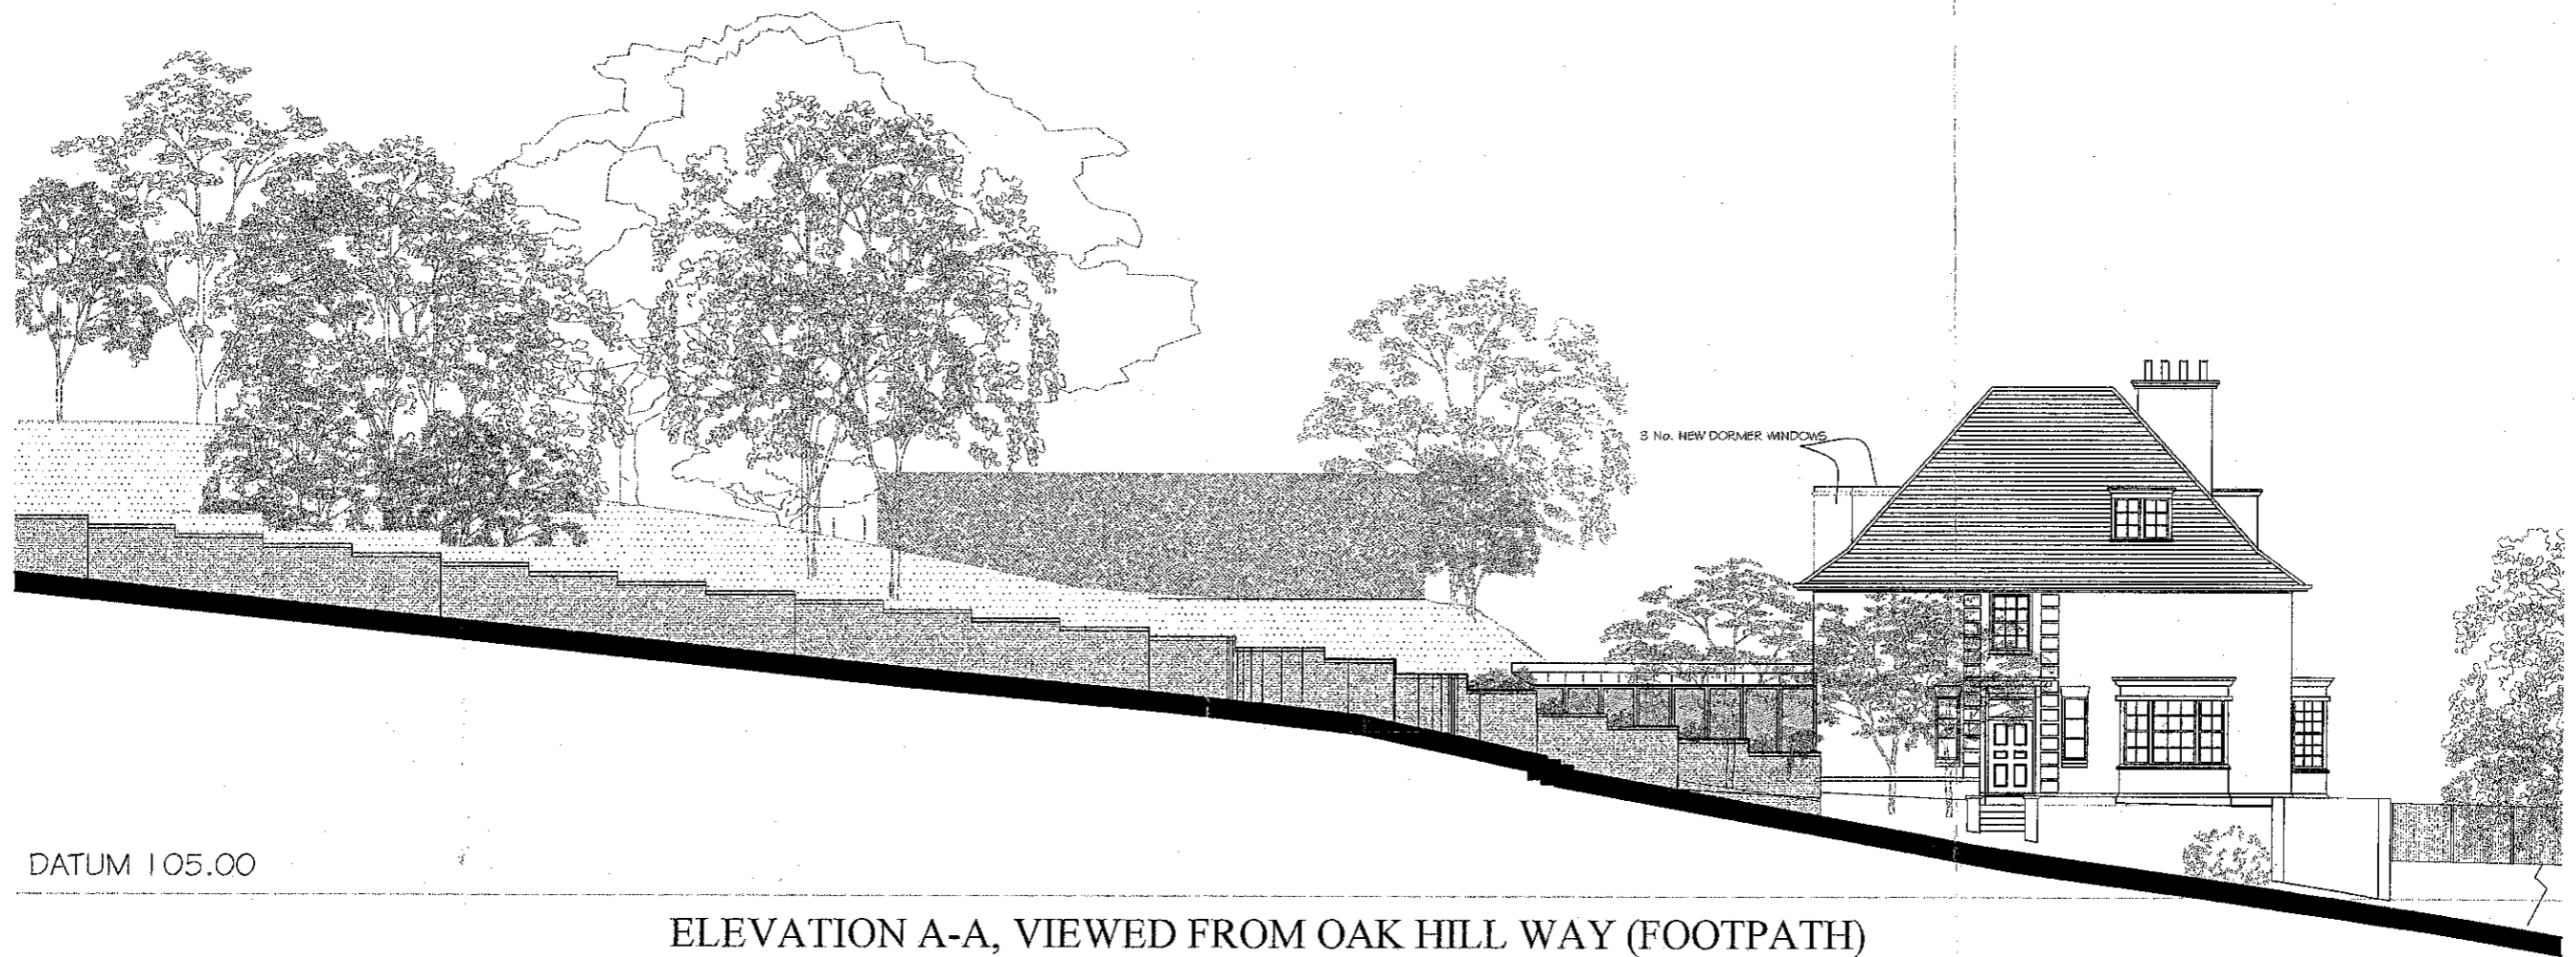 3 No. NEW DORMER WINDOWS
DATUM 105.00
ELEVATION A-A, VIEWED FROM OAK HILL WAY (FOOTPATH)